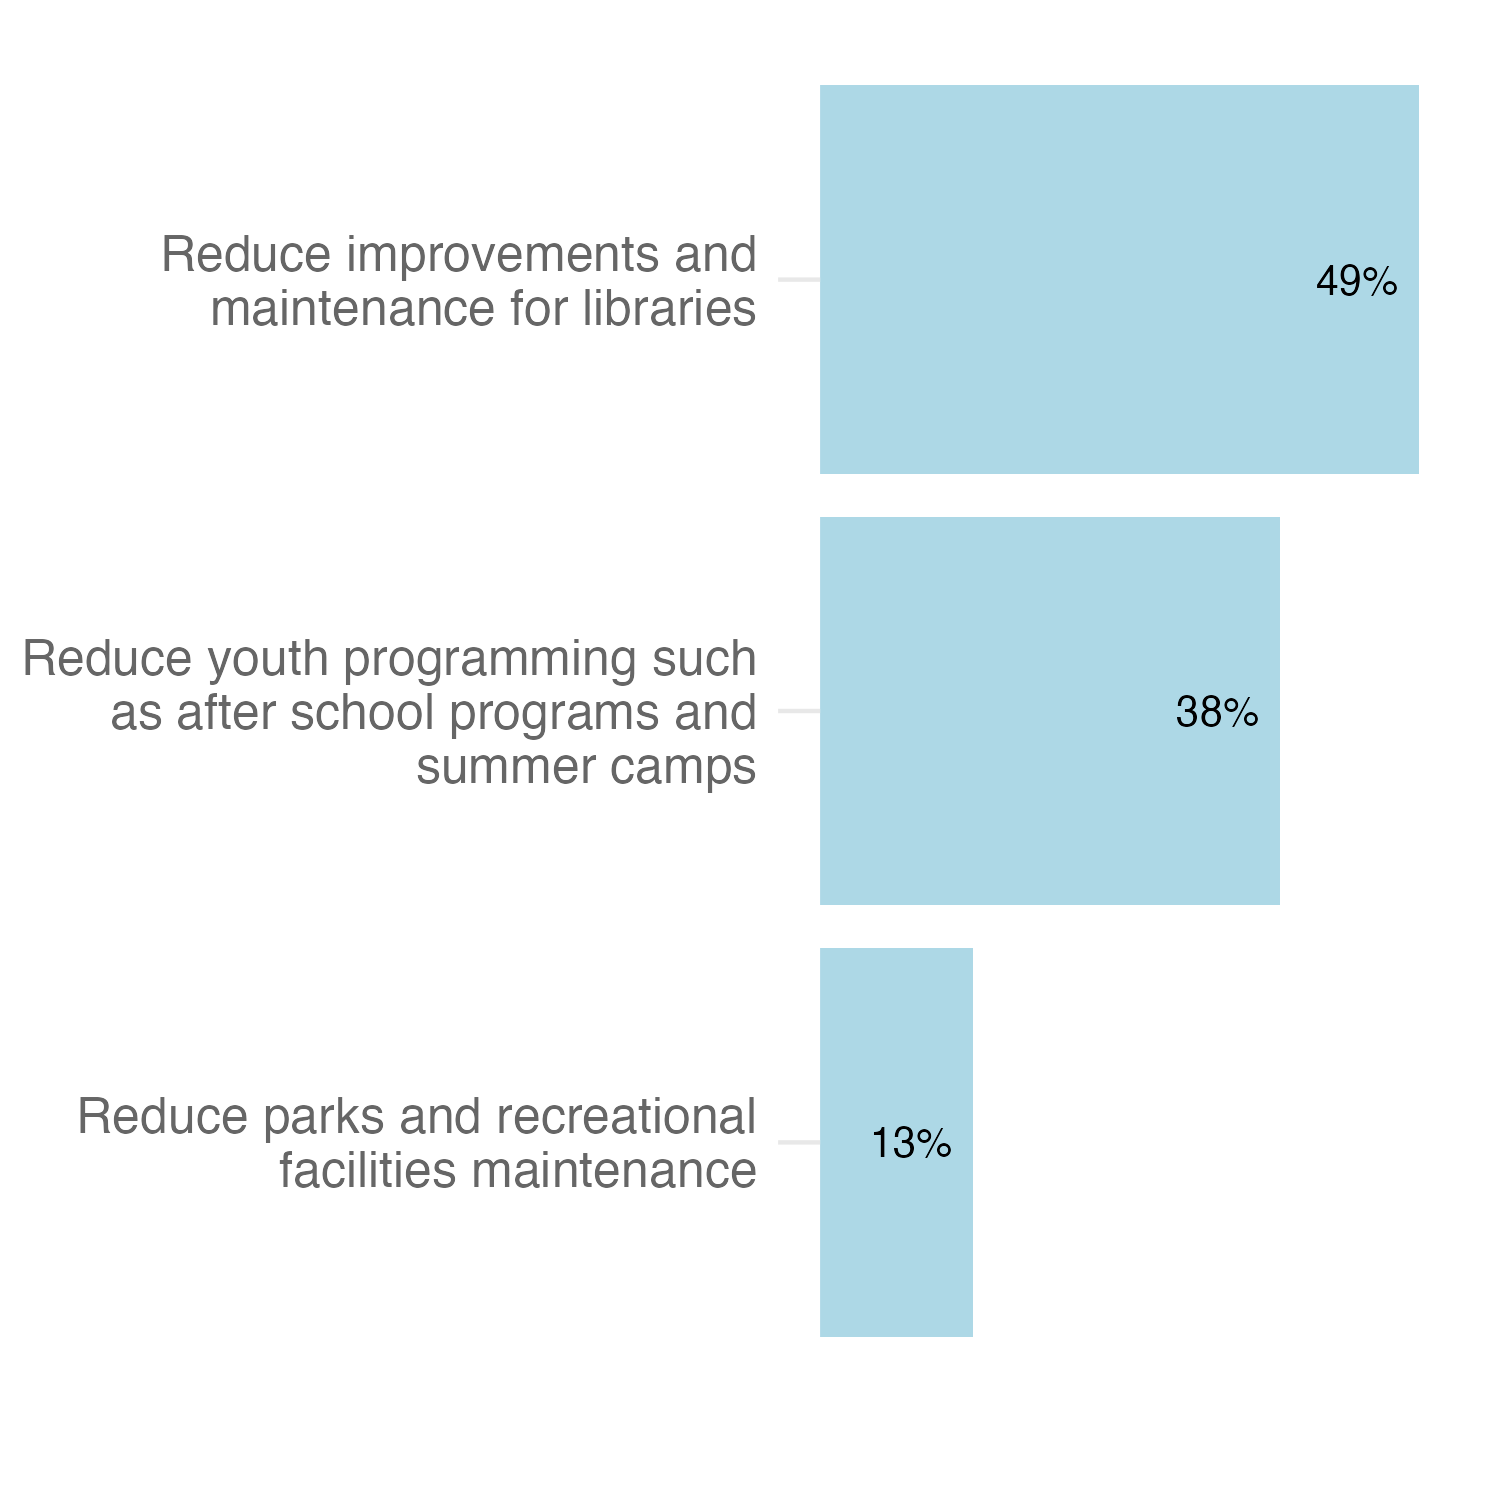 Reduce improvements and
maintenance for libraries
49%
Reduce youth programming such
as after school programs and
summer camps
38%
Reduce parks and recreational
facilities maintenance
13%